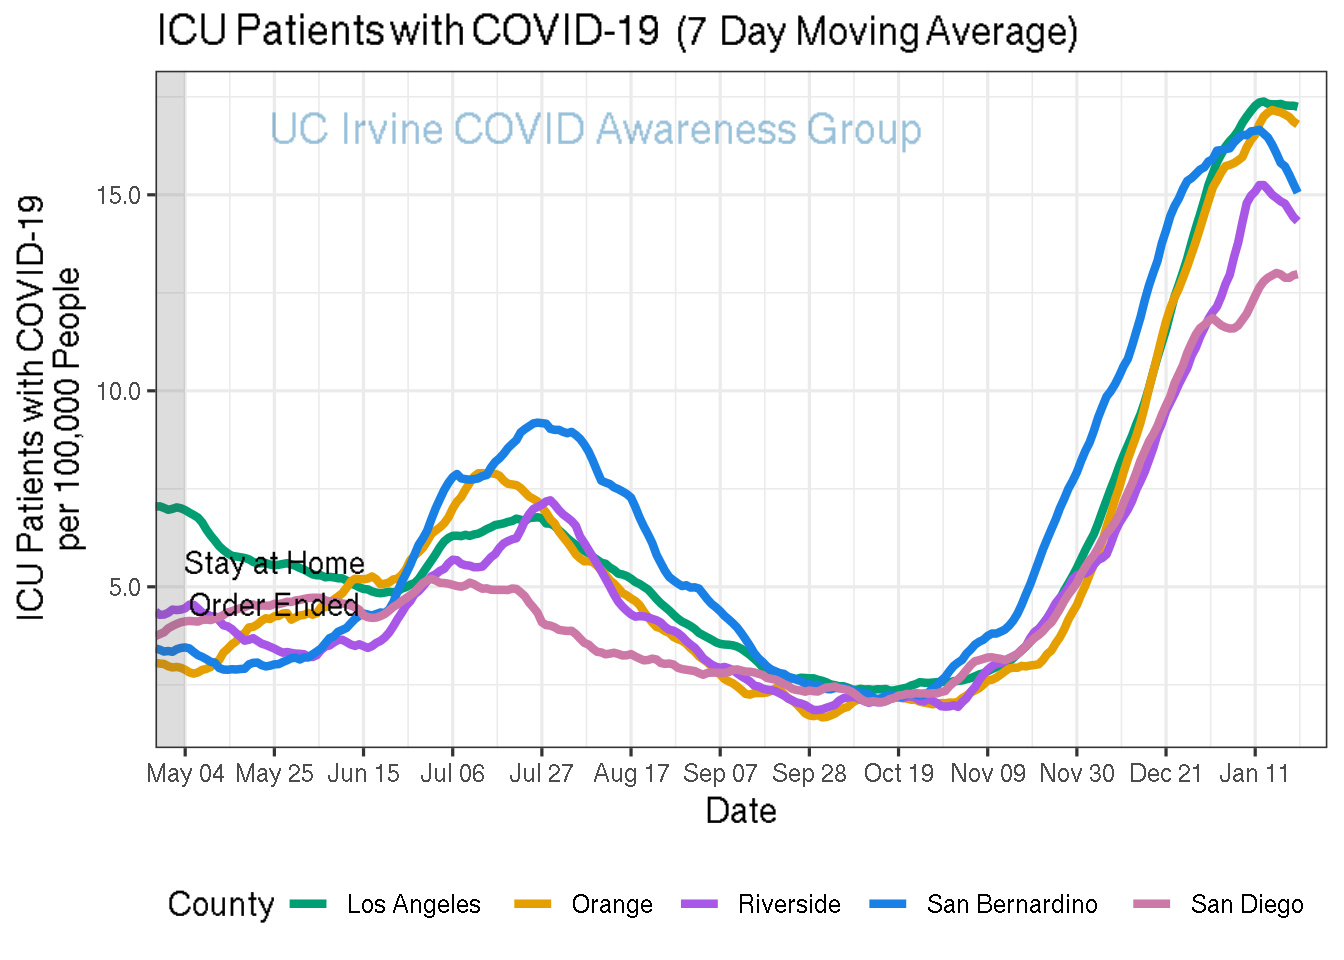 ICU Patients with COVID-19 (7 Day Moving Average)
UC Irvine COVID Awareness Group
ICU Patients with COVID-19
per 100,000 People
15.0
10.0
5.0
Stay at Home
Order Ended
May 04 May 25 Jun 15 Jul 06 Jul 27 Aug 17 Sep 07 Sep 28 Oct 19 Nov 09 Nov 30 Dec 21 Jan 11
Date
County Los Angeles Orange Riverside San Bernardino San Diego